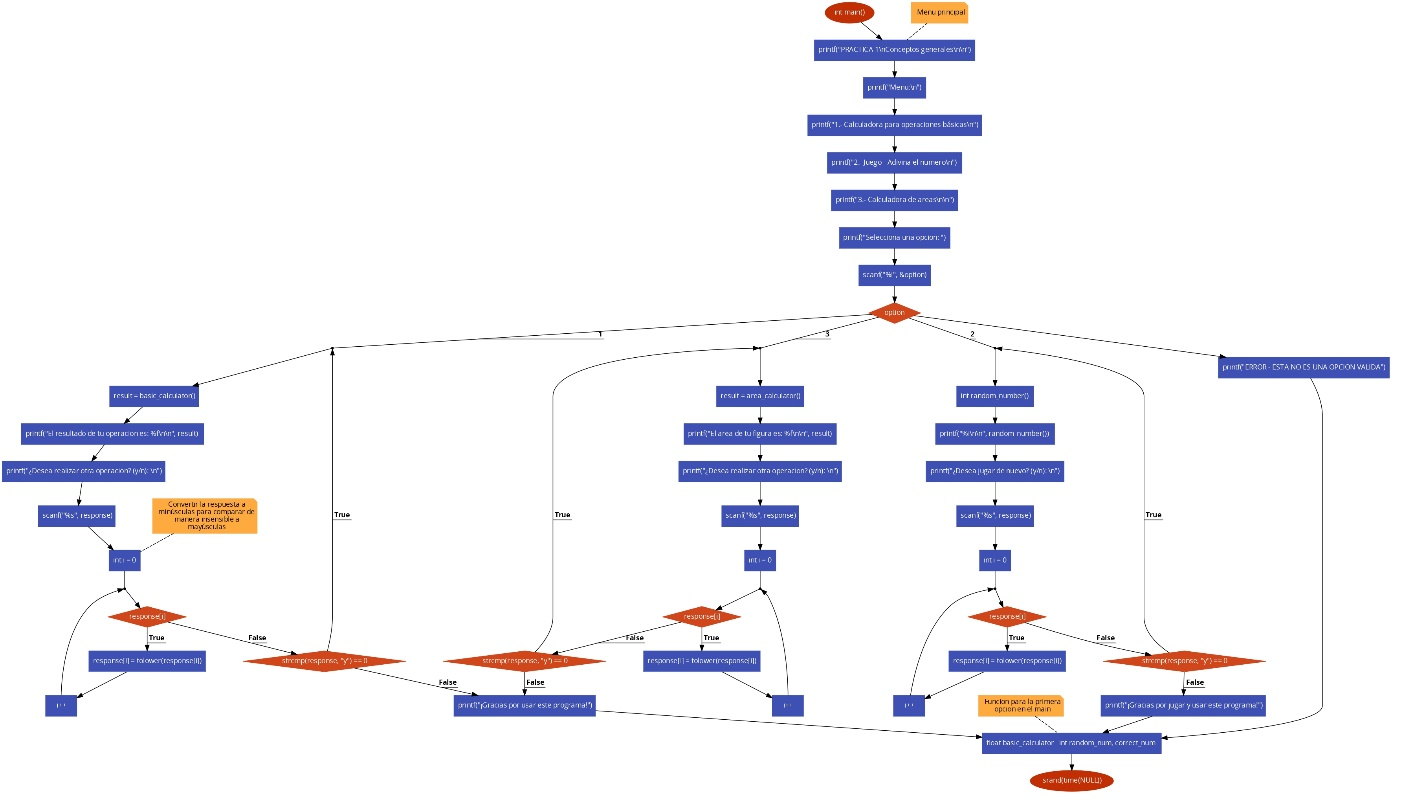 int main()
Menu principal
printf("PRACTICA 1\nConceptos generales\n\n")
printf("Menu:\n")
printf("1.- Calculadora para operaciones básicas\n")
printf("2.- Juego - Adivina el numero\n")
printf("3.- Calculadora de areas\n\n")
printf("Selecciona una opcion: ")
scanf("%i", &option)
option
1
3
2
printf("ERROR - ESTA NO ES UNA OPCION VALIDA")
result = basic_calculator()
result = area_calculator()
int random_number()
printf("El resultado de tu operacion es: %f\n\n", result)
printf("El area de tu figura es: %f\n\n", result)
printf("%i\n\n", random_number())
printf("¿Desea realizar otra operacion? (y/n): \n")
printf("¿Desea realizar otra operacion? (y/n): \n")
printf("¿Desea jugar de nuevo? (y/n): \n")
scanf("%s", response)
Convertir la respuesta a
minúsculas para comparar de
manera insensible a
mayúsculas
True
True
scanf("%s", response)
scanf("%s", response)
True
int i = 0
int i = 0
int i = 0
response[i]
response[i]
response[i]
True
False
False
True
True
False
response[i] = tolower(response[i])
strcmp(response, "y") == 0
strcmp(response, "y") == 0
response[i] = tolower(response[i])
response[i] = tolower(response[i])
strcmp(response, "y") == 0
False
False
False
i++
printf("¡Gracias por usar este programa!")
i++
i++
Funcion para la primera
opcion en el main
printf("¡Gracias por jugar y usar este programa!")
float basic_calculator int random_num, correct_num
srand(time(NULL))